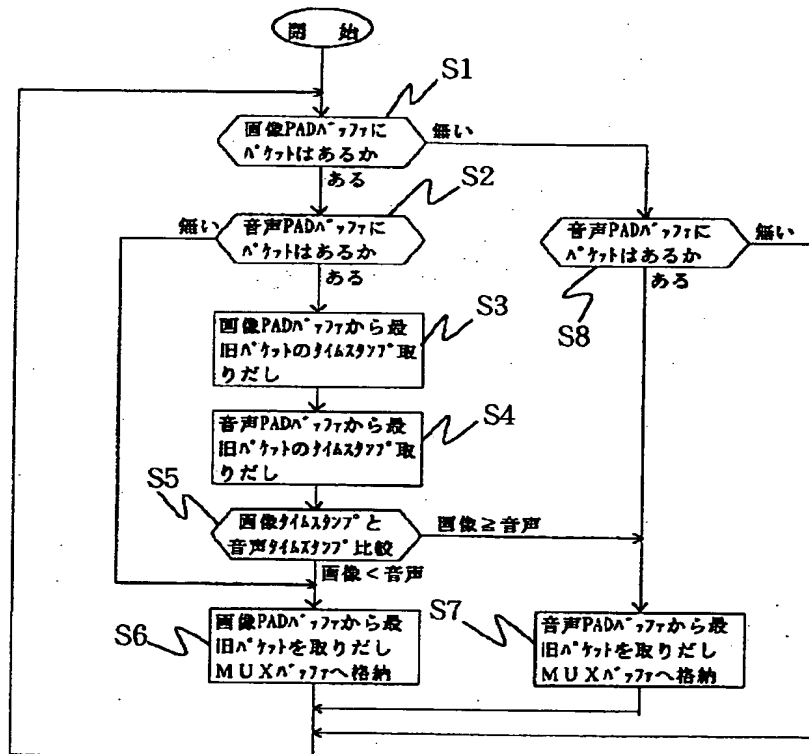 開 始
S1
画像PADバッファに
パケットはあるか
無い
ある
S2
無い
音声PADバッファに
パケットはあるか
ある
音声PADバッファに
パケットはあるか
無い
ある
S8
画像PADバッファから最
旧パケットのタイムスタンプ取
りだし
S3
音声PADバッファから最
旧パケットのタイムスタンプ取
りだし
S4
S5
画像タイムスタンプと
音声タイムスタンプ比較
画像≧音声
画像<音声
S6
画像PADバッファから最
旧パケットを取りだし
MUXバッファへ格納
S7
音声PADバッファから最
旧パケットを取りだし
MUXバッファへ格納